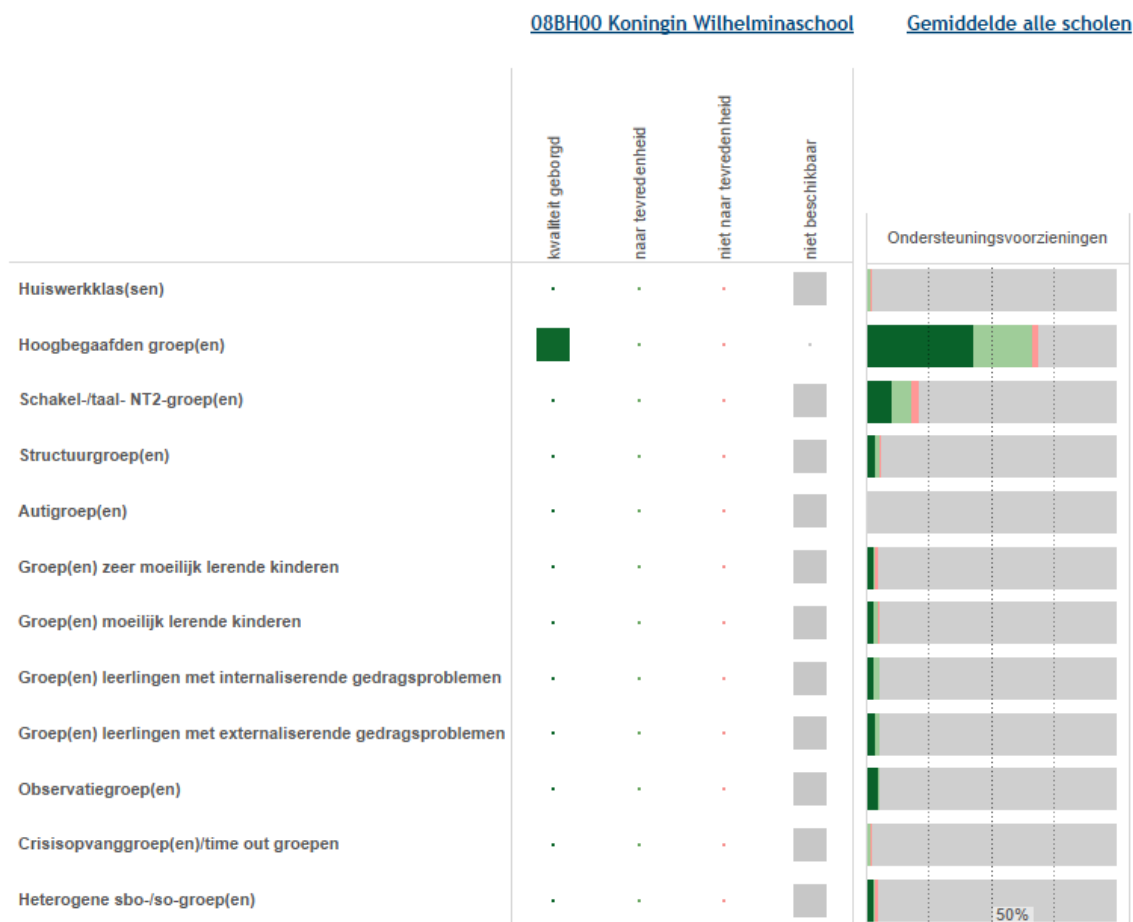 08BH00 Koningin Wilhelminaschool
Gemiddelde alle scholen
kwaliteit geborgd
naar tevredenheid
niet naar tevredenheid
niet beschikbaar
Ondersteuningsvoorzieningen
Huiswerkklas(sen)
Hoogbegaafden groep(en)
Schakel-/taal- NT2-groep(en)
Structuurgroep(en)
Autigroep(en)
Groep(en) zeer moeilijk lerende kinderen
Groep(en) moeilijk lerende kinderen
Groep(en) leerlingen met internaliserende gedragsproblemen
Groep(en) leerlingen met externaliserende gedragsproblemen
Observatiegroep(en)
Crisisopvanggroep(en)/time out groepen
Heterogene sbo-/so-groep(en)
50%